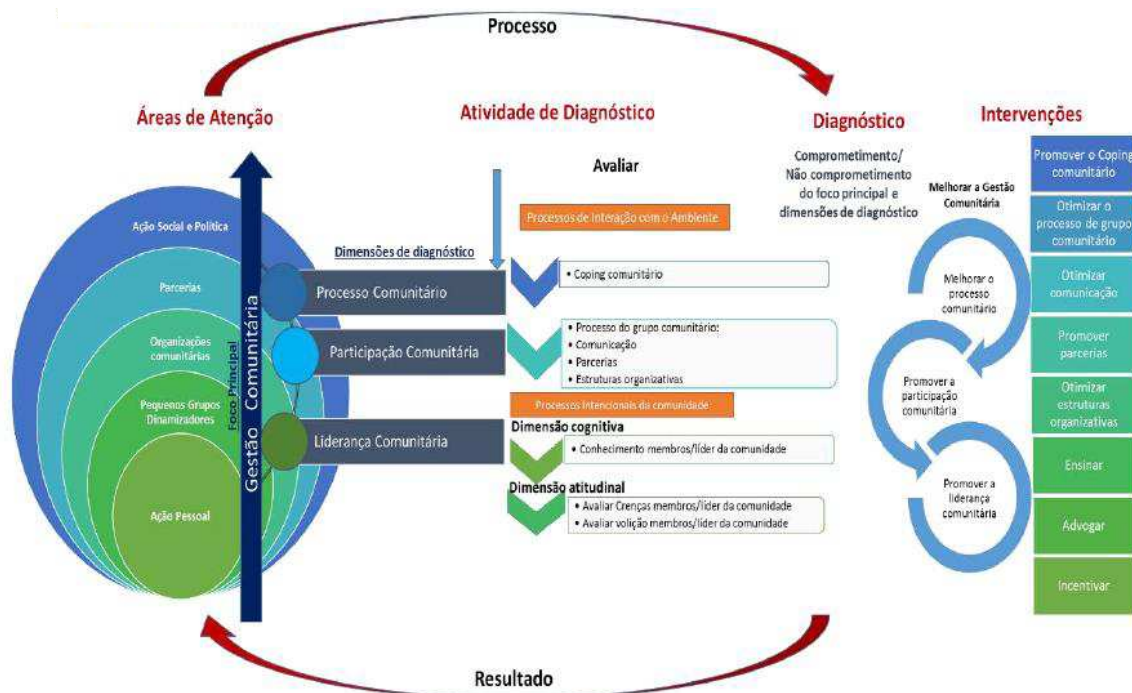 Processo
Áreas de Atenção
Atividade de Diagnóstico
Diagnóstico
Intervenções
Ação Social e Política
Parcerias
Organizações
comunitárias
Pequenos Grupos
Dinamizadores
Ação Pessoal
Foco Principal
Gestão Comunitária
Dimensões de diagnóstico
Processo Comunitário
Participação Comunitária
Liderança Comunitária
Avaliar
Processos de Interação com o Ambiente
• Coping comunitário
• Processo do grupo comunitário:
• Comunicação
• Parcerias
• Estruturas organizativas
Processos Intencionais da comunidade
Dimensão cognitiva
• Conhecimento membros/líder da comunidade
Dimensão atitudinal
• Avaliar Crenças membros/líder da comunidade
• Avaliar volição membros/líder da comunidade
Comprometimento/
Não comprometimento
do foco principal e
dimensões de diagnóstico
Melhorar a Gestão
Comunitária
Melhorar o
processo
comunitário
Promover a
participação
comunitária
Promover a
liderança
comunitária
Promover o Coping
comunitário
Otimizar o
processo de grupo
comunitário
Otimizar
comunicação
Promover
parcerias
Otimizar
estruturas
organizativas
Ensinar
Advogar
Incentivar
Resultado